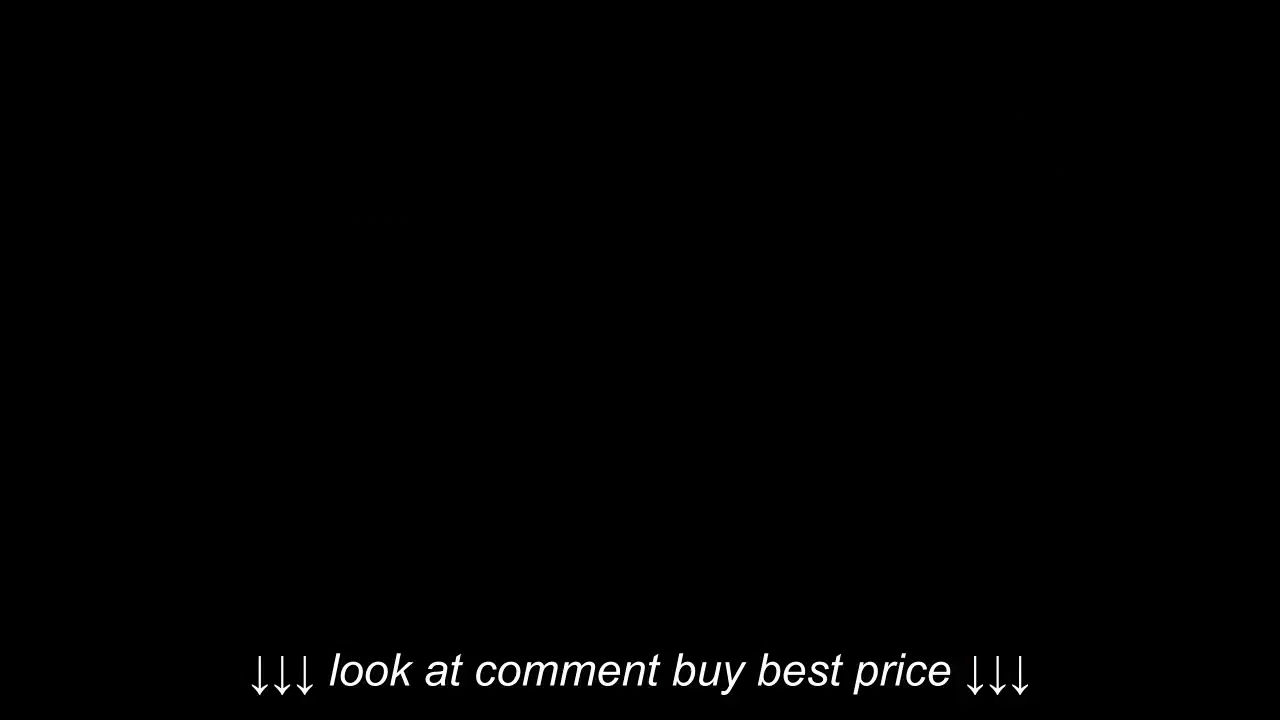 ↓↓↓ look at comment buy best price ↓↓↓